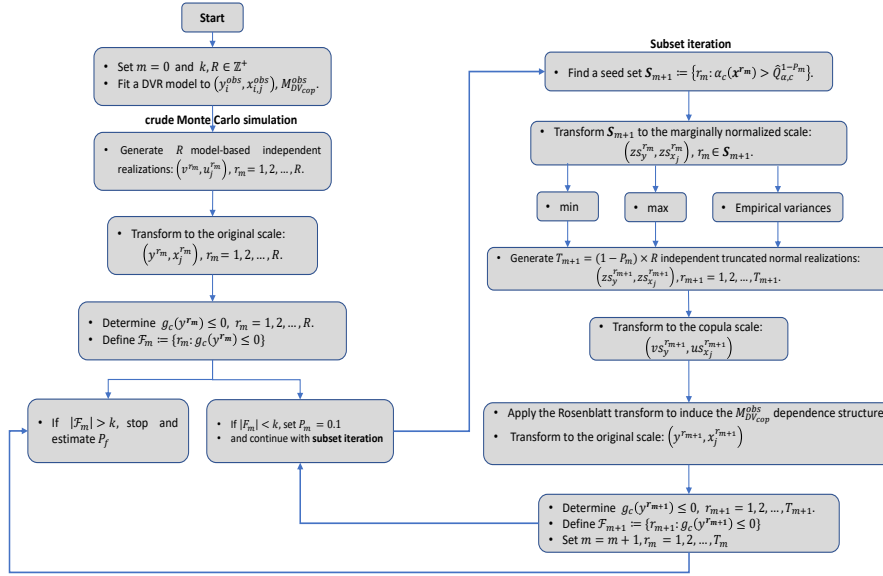 Start
• Set m = 0 and k, R ∈ ℤ⁺
• Fit a DVR model to (y_i^{obs}, x_{i,j}^{obs}), M_{DV_{cop}}^{obs}.
crude Monte Carlo simulation
• Generate R model-based independent
realizations: (v^{r_m}, u_j^{r_m}), r_m = 1, 2, …, R.
• Transform to the original scale:
(y^{r_m}, x_j^{r_m}), r_m = 1, 2, …, R.
• Determine g_c(y^{r_m}) ≤ 0, r_m = 1, 2, …, R.
• Define ℱ_m ≔ {r_m: g_c(y^{r_m}) ≤ 0}
• If |ℱ_m| > k, stop and
estimate P_f
• If |F_m| < k, set P_m = 0.1
• and continue with subset iteration
Subset iteration
• Find a seed set S_{m+1} ≔ {r_m: α_c(x^{r_m}) > Q̂_{α,c}^{1−P_m}}.
• Transform S_{m+1} to the marginally normalized scale:
(zs_y^{r_m}, zs_{x_j}^{r_m}), r_m ∈ S_{m+1}.
• min
• max
• Empirical variances
• Generate T_{m+1} = (1 − P_m) × R independent truncated normal realizations:
(zs_y^{r_{m+1}}, zs_{x_j}^{r_{m+1}}), r_{m+1} = 1, 2, …, T_{m+1}.
• Transform to the copula scale:
(vs_y^{r_{m+1}}, us_{x_j}^{r_{m+1}})
• Apply the Rosenblatt transform to induce the M_{DV_{cop}}^{obs} dependence structure
• Transform to the original scale: (y^{r_{m+1}}, x_j^{r_{m+1}})
• Determine g_c(y^{r_{m+1}}) ≤ 0, r_{m+1} = 1, 2, …, T_{m+1}.
• Define ℱ_{m+1} ≔ {r_{m+1}: g_c(y^{r_{m+1}}) ≤ 0}
• Set m = m + 1, r_m = 1, 2, …, T_m